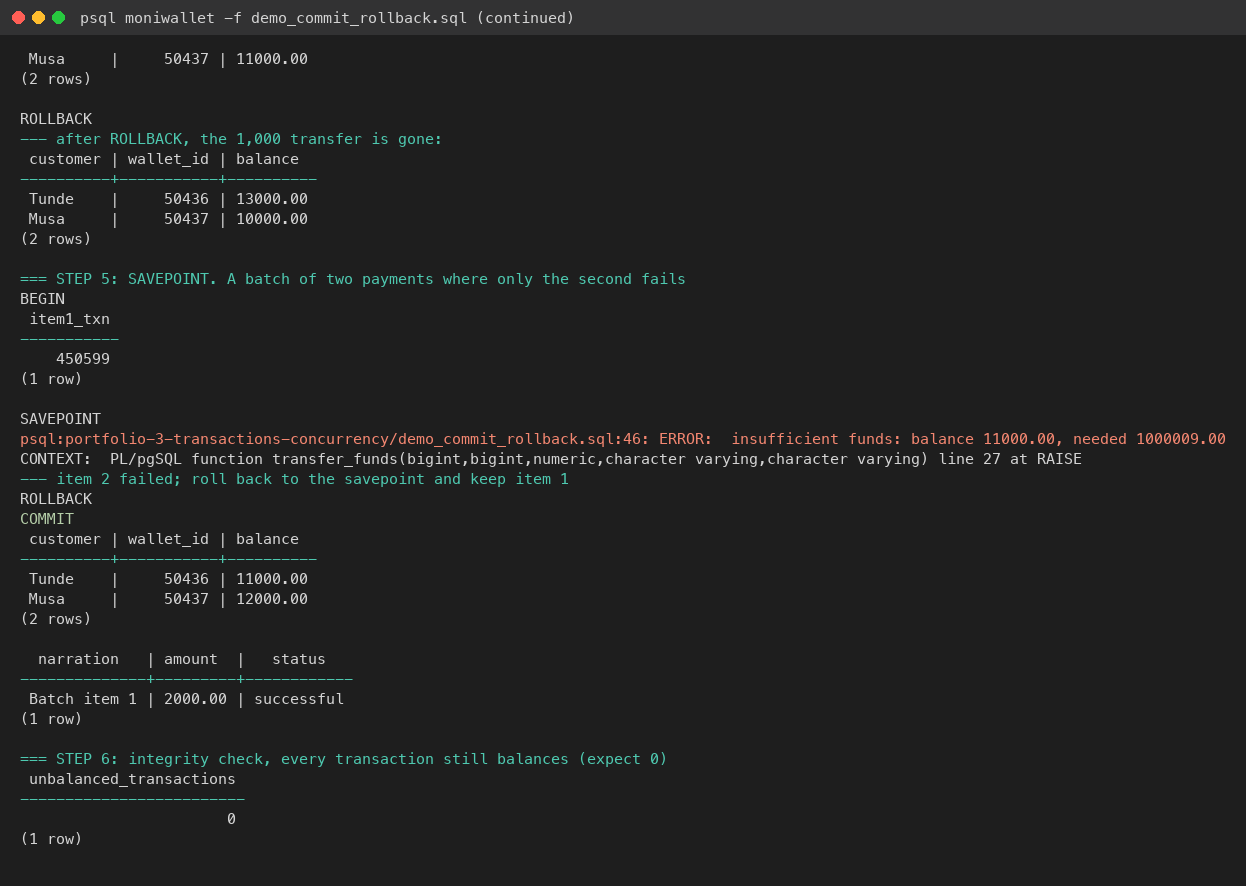 psql moniwallet -f demo_commit_rollback.sql (continued)
 Musa     |     50437 | 11000.00
(2 rows)

ROLLBACK
--- after ROLLBACK, the 1,000 transfer is gone:
 customer | wallet_id | balance
----------+-----------+----------
 Tunde    |     50436 | 13000.00
 Musa     |     50437 | 10000.00
(2 rows)

=== STEP 5: SAVEPOINT. A batch of two payments where only the second fails
BEGIN
 item1_txn
-----------
    450599
(1 row)

SAVEPOINT
psql:portfolio-3-transactions-concurrency/demo_commit_rollback.sql:46: ERROR:  insufficient funds: balance 11000.00, needed 1000009.00
CONTEXT:  PL/pgSQL function transfer_funds(bigint,bigint,numeric,character varying,character varying) line 27 at RAISE
--- item 2 failed; roll back to the savepoint and keep item 1
ROLLBACK
COMMIT
 customer | wallet_id | balance
----------+-----------+----------
 Tunde    |     50436 | 11000.00
 Musa     |     50437 | 12000.00
(2 rows)

  narration   | amount  |   status
--------------+---------+------------
 Batch item 1 | 2000.00 | successful
(1 row)

=== STEP 6: integrity check, every transaction still balances (expect 0)
 unbalanced_transactions
-------------------------
                       0
(1 row)